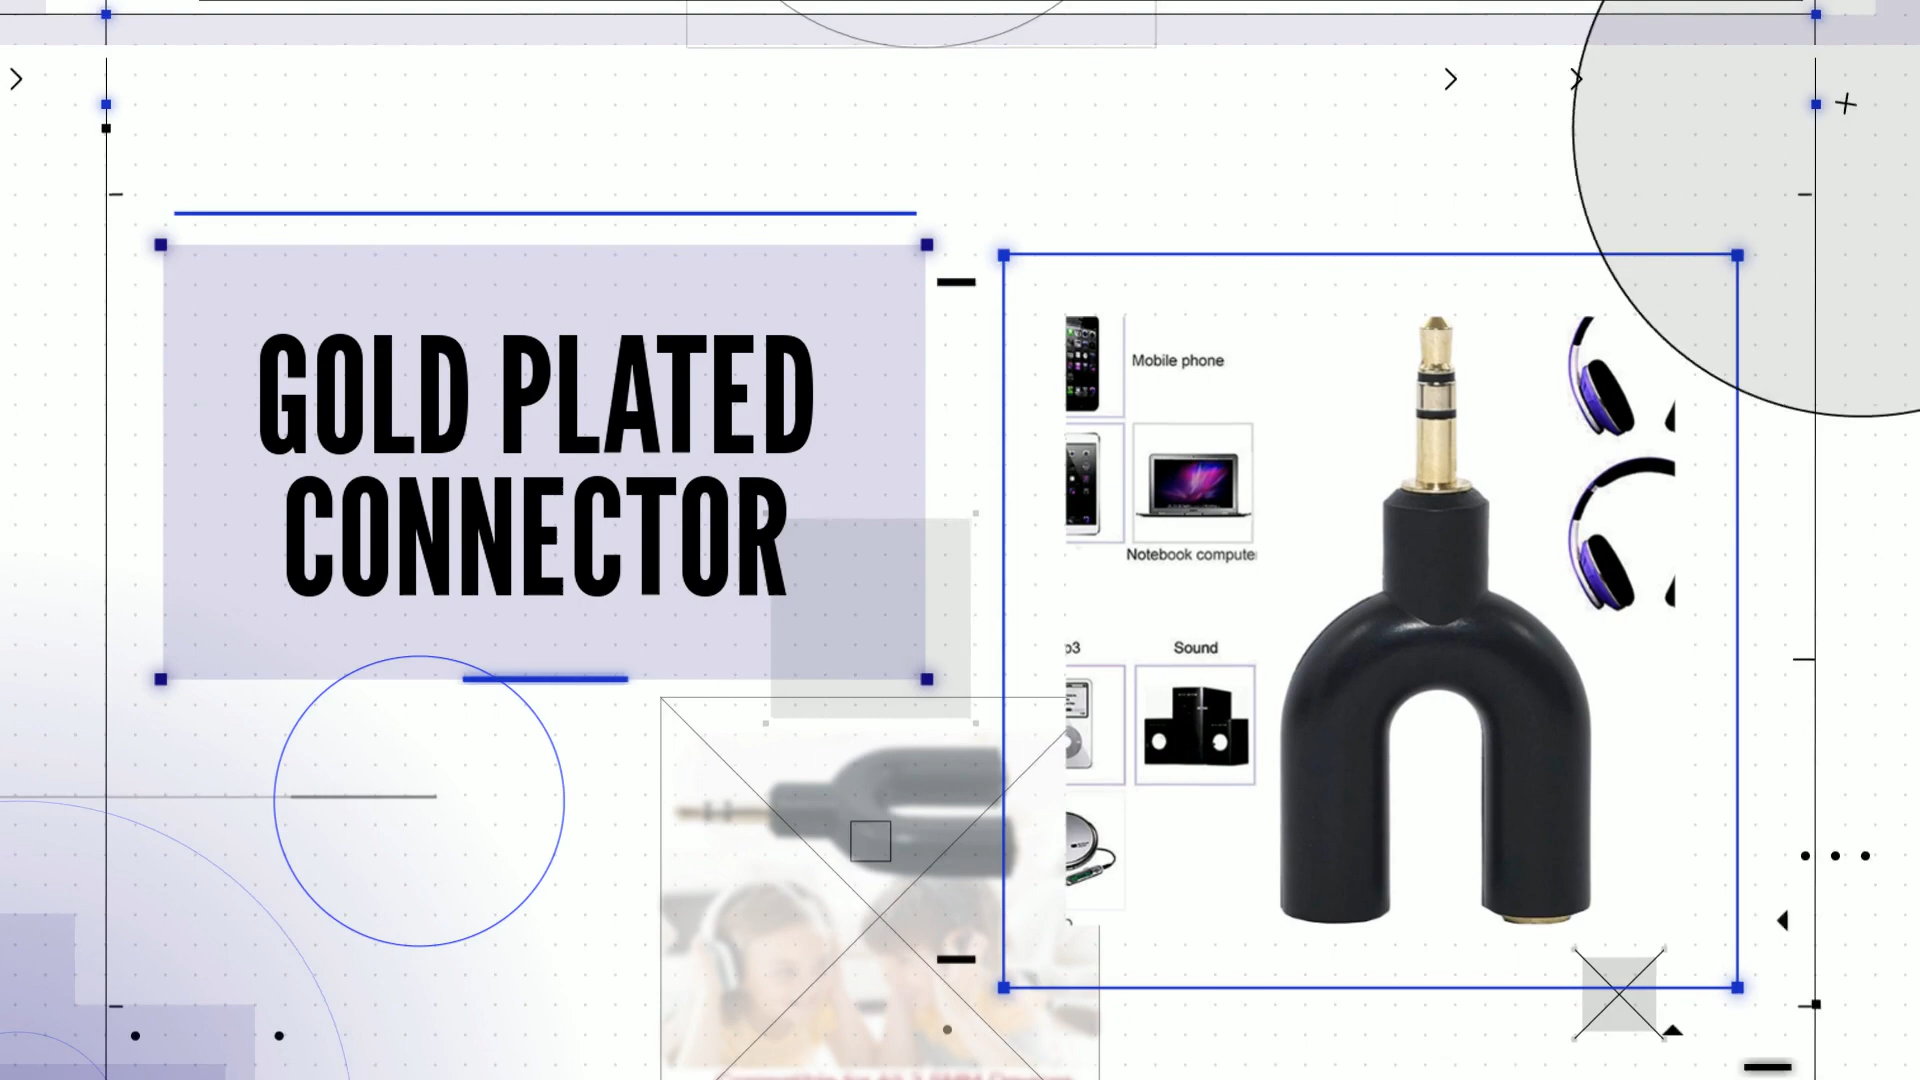 GOLD PLATED
CONNECTOR
Mobile phone
Notebook compute
Sound